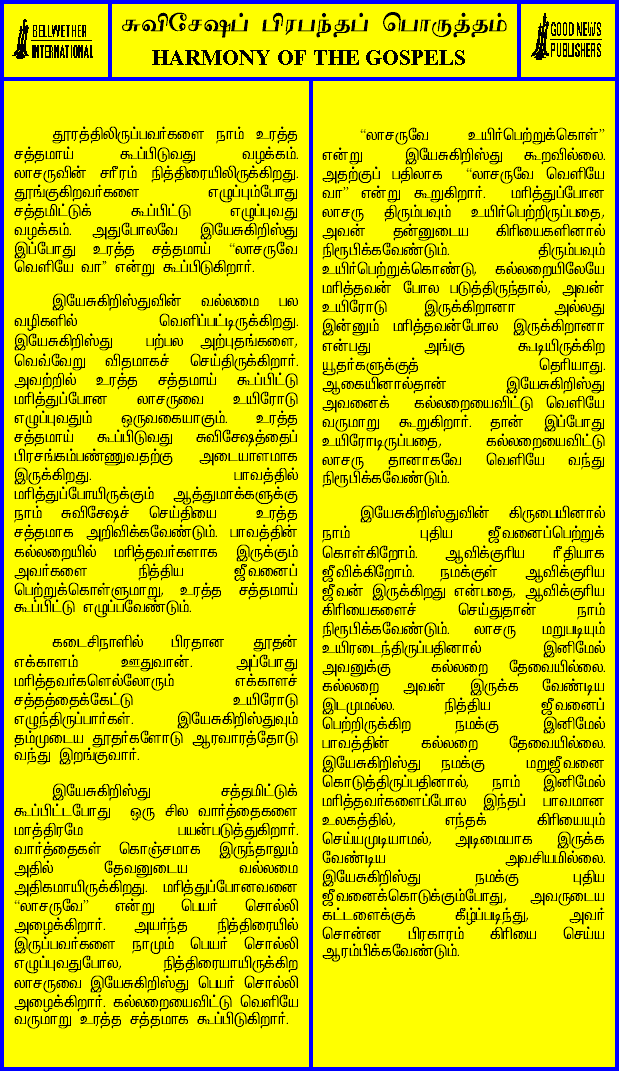 BELLWETHER
INTERNATIONAL
சுவிசேஷப் பிரபந்தப் பொருத்தம்
HARMONY OF THE GOSPELS
GOOD NEWS
PUBLISHERS
தூரத்திலிருப்பவர்களை நாம் உரத்த
சத்தமாய் கூப்பிடுவது வழக்கம்.
லாசருவின் சரீரம் நித்திரையிலிருக்கிறது.
தூங்குகிறவர்களை எழுப்பும்போது
சத்தமிட்டுக் கூப்பிட்டு எழுப்புவது
வழக்கம். அதுபோலவே இயேசுகிறிஸ்து
இப்போது உரத்த சத்தமாய் “லாசருவே
வெளியே வா” என்று கூப்பிடுகிறார்.
இயேசுகிறிஸ்துவின் வல்லமை பல
வழிகளில் வெளிப்பட்டிருக்கிறது.
இயேசுகிறிஸ்து பற்பல அற்புதங்களை,
வெவ்வேறு விதமாகச் செய்திருக்கிறார்.
அவற்றில் உரத்த சத்தமாய் கூப்பிட்டு
மரித்துப்போன லாசருவை உயிரோடு
எழுப்புவதும் ஒருவகையாகும். உரத்த
சத்தமாய் கூப்பிடுவது சுவிசேஷத்தைப்
பிரசங்கம்பண்ணுவதற்கு அடையாளமாக
இருக்கிறது. பாவத்தில்
மரித்துப்போயிருக்கும் ஆத்துமாக்களுக்கு
நாம் சுவிசேஷச் செய்தியை உரத்த
சத்தமாக அறிவிக்கவேண்டும். பாவத்தின்
கல்லறையில் மரித்தவர்களாக இருக்கும்
அவர்களை நித்திய ஜீவனைப்
பெற்றுக்கொள்ளுமாறு, உரத்த சத்தமாய்
கூப்பிட்டு எழுப்பவேண்டும்.
கடைசிநாளில் பிரதான தூதன்
எக்காளம் ஊதுவான். அப்போது
மரித்தவர்களெல்லோரும் எக்காளச்
சத்தத்தைக்கேட்டு உயிரோடு
எழுந்திருப்பார்கள். இயேசுகிறிஸ்துவும்
தம்முடைய தூதர்களோடு ஆரவாரத்தோடு
வந்து இறங்குவார்.
இயேசுகிறிஸ்து சத்தமிட்டுக்
கூப்பிட்டபோது ஒரு சில வார்த்தைகளை
மாத்திரமே பயன்படுத்துகிறார்.
வார்த்தைகள் கொஞ்சமாக இருந்தாலும்
அதில் தேவனுடைய வல்லமை
அதிகமாயிருக்கிறது. மரித்துப்போனவனை
“லாசருவே” என்று பெயர் சொல்லி
அழைக்கிறார். அயர்ந்த நித்திரையில்
இருப்பவர்களை நாமும் பெயர் சொல்லி
எழுப்புவதுபோல, நித்திரையாயிருக்கிற
லாசருவை இயேசுகிறிஸ்து பெயர் சொல்லி
அழைக்கிறார். கல்லறையைவிட்டு வெளியே
வருமாறு உரத்த சத்தமாக கூப்பிடுகிறார்.
“லாசருவே உயிர்பெற்றுக்கொள்”
என்று இயேசுகிறிஸ்து கூறவில்லை.
அதற்குப் பதிலாக “லாசருவே வெளியே
வா” என்று கூறுகிறார். மரித்துப்போன
லாசரு திரும்பவும் உயிர்பெற்றிருப்பதை,
அவன் தன்னுடைய கிரியைகளினால்
நிரூபிக்கவேண்டும். திரும்பவும்
உயிர்பெற்றுக்கொண்டு, கல்லறையிலேயே
மரித்தவன் போல படுத்திருந்தால், அவன்
உயிரோடு இருக்கிறானா அல்லது
இன்னும் மரித்தவன்போல இருக்கிறானா
என்பது அங்கு கூடியிருக்கிற
யூதர்களுக்குத் தெரியாது.
ஆகையினால்தான் இயேசுகிறிஸ்து
அவனைக் கல்லறையைவிட்டு வெளியே
வருமாறு கூறுகிறார். தான் இப்போது
உயிரோடிருப்பதை, கல்லறையைவிட்டு
லாசரு தானாகவே வெளியே வந்து
நிரூபிக்கவேண்டும்.
இயேசுகிறிஸ்துவின் கிருபையினால்
நாம் புதிய ஜீவனைப்பெற்றுக்
கொள்கிறோம். ஆவிக்குரிய ரீதியாக
ஜீவிக்கிறோம். நமக்குள் ஆவிக்குரிய
ஜீவன் இருக்கிறது என்பதை, ஆவிக்குரிய
கிரியைகளைச் செய்துதான் நாம்
நிரூபிக்கவேண்டும். லாசரு மறுபடியும்
உயிரடைந்திருப்பதினால் இனிமேல்
அவனுக்கு கல்லறை தேவையில்லை.
கல்லறை அவன் இருக்க வேண்டிய
இடமுமல்ல. நித்திய ஜீவனைப்
பெற்றிருக்கிற நமக்கு இனிமேல்
பாவத்தின் கல்லறை தேவையில்லை.
இயேசுகிறிஸ்து நமக்கு மறுஜீவனை
கொடுத்திருப்பதினால், நாம் இனிமேல்
மரித்தவர்களைப்போல இந்தப் பாவமான
உலகத்தில், எந்தக் கிரியையும்
செய்யமுடியாமல், அடிமையாக இருக்க
வேண்டிய அவசியமில்லை.
இயேசுகிறிஸ்து நமக்கு புதிய
ஜீவனைக்கொடுக்கும்போது, அவருடைய
கட்டளைக்குக் கீழ்ப்படிந்து, அவர்
சொன்ன பிரகாரம் கிரியை செய்ய
ஆரம்பிக்கவேண்டும்.